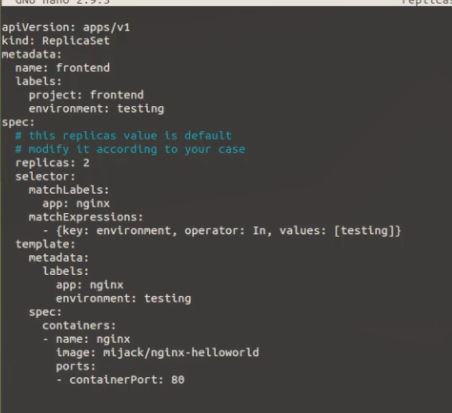 GNU nano 2.9.3 replicas
apiVersion: apps/v1
kind: ReplicaSet
metadata:
  name: frontend
  labels:
    project: frontend
    environment: testing
spec:
  # this replicas value is default
  # modify it according to your case
  replicas: 2
  selector:
    matchLabels:
      app: nginx
    matchExpressions:
      - {key: environment, operator: In, values: [testing]}
  template:
    metadata:
      labels:
        app: nginx
        environment: testing
    spec:
      containers:
      - name: nginx
        image: mijack/nginx-helloworld
        ports:
        - containerPort: 80